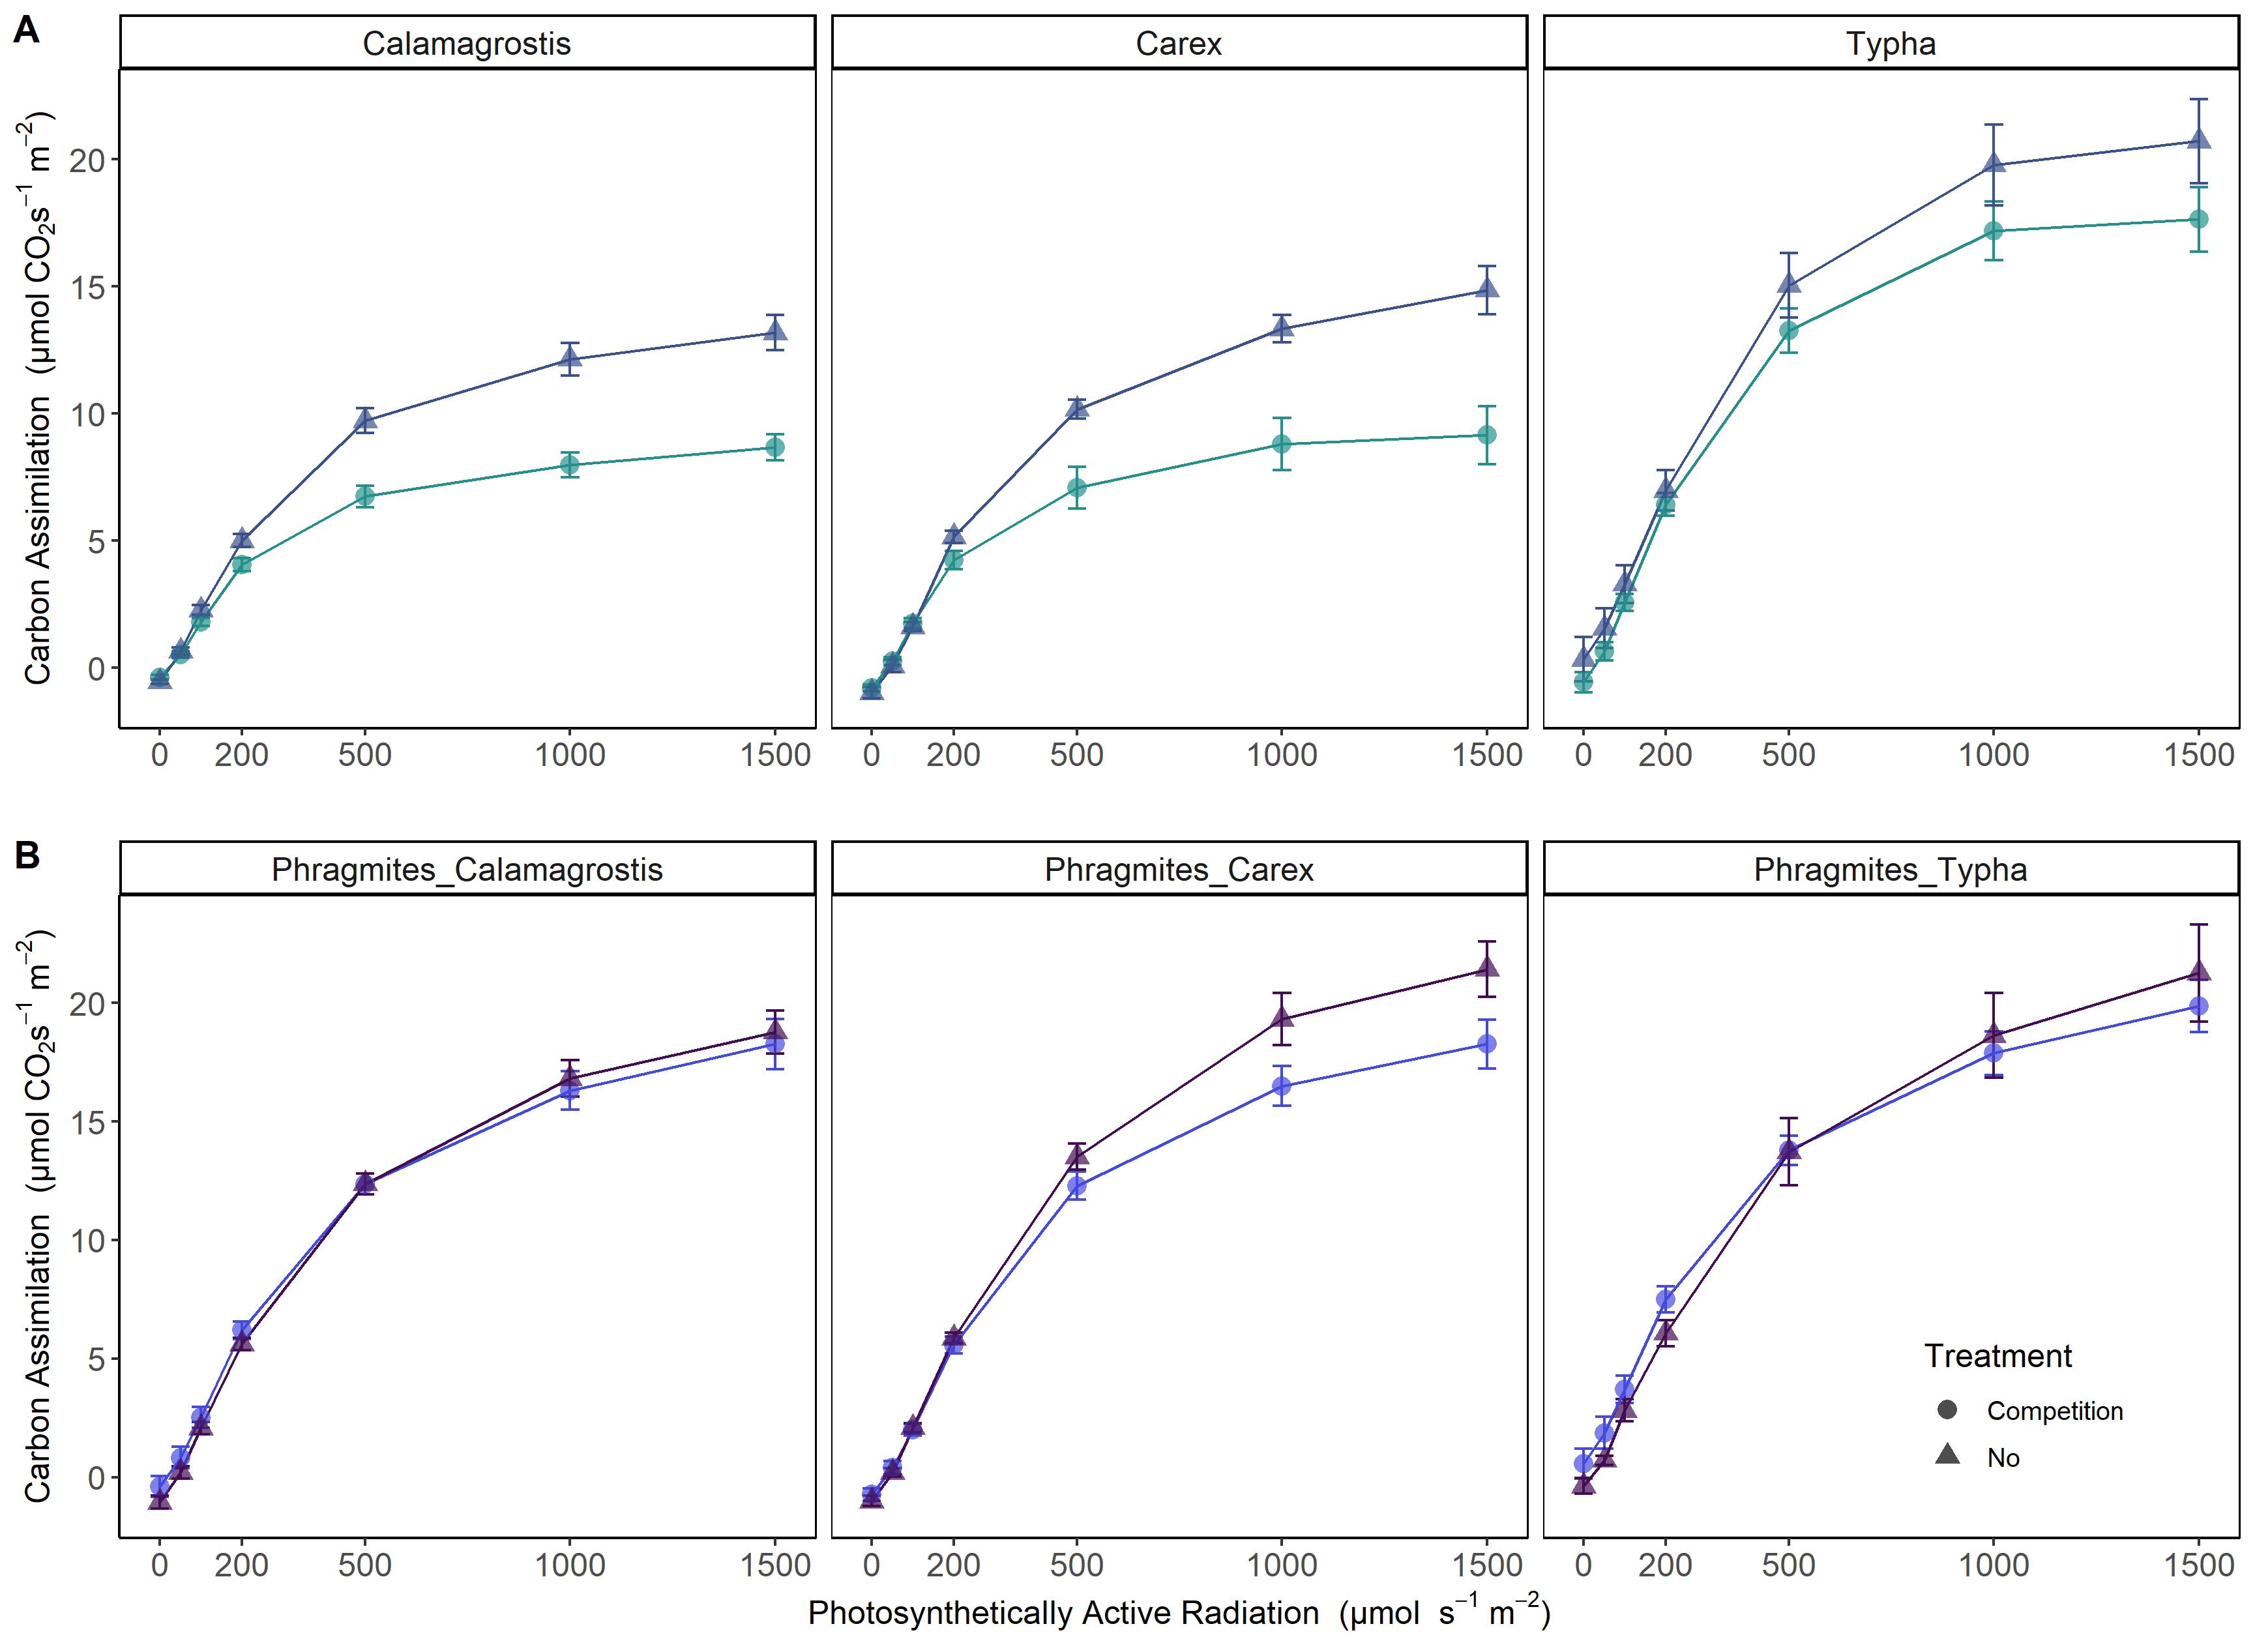 A
Calamagrostis Carex Typha
Carbon Assimilation (µmol CO₂s⁻¹ m⁻²)
20
15
10
5
0
0 200 500 1000 1500 0 200 500 1000 1500 0 200 500 1000 1500
B
Phragmites_Calamagrostis Phragmites_Carex Phragmites_Typha
Carbon Assimilation (µmol CO₂s⁻¹ m⁻²)
20
15
10
5
0
Treatment
Competition
No
0 200 500 1000 1500 0 200 500 1000 1500 0 200 500 1000 1500
Photosynthetically Active Radiation (µmol s⁻¹ m⁻²)